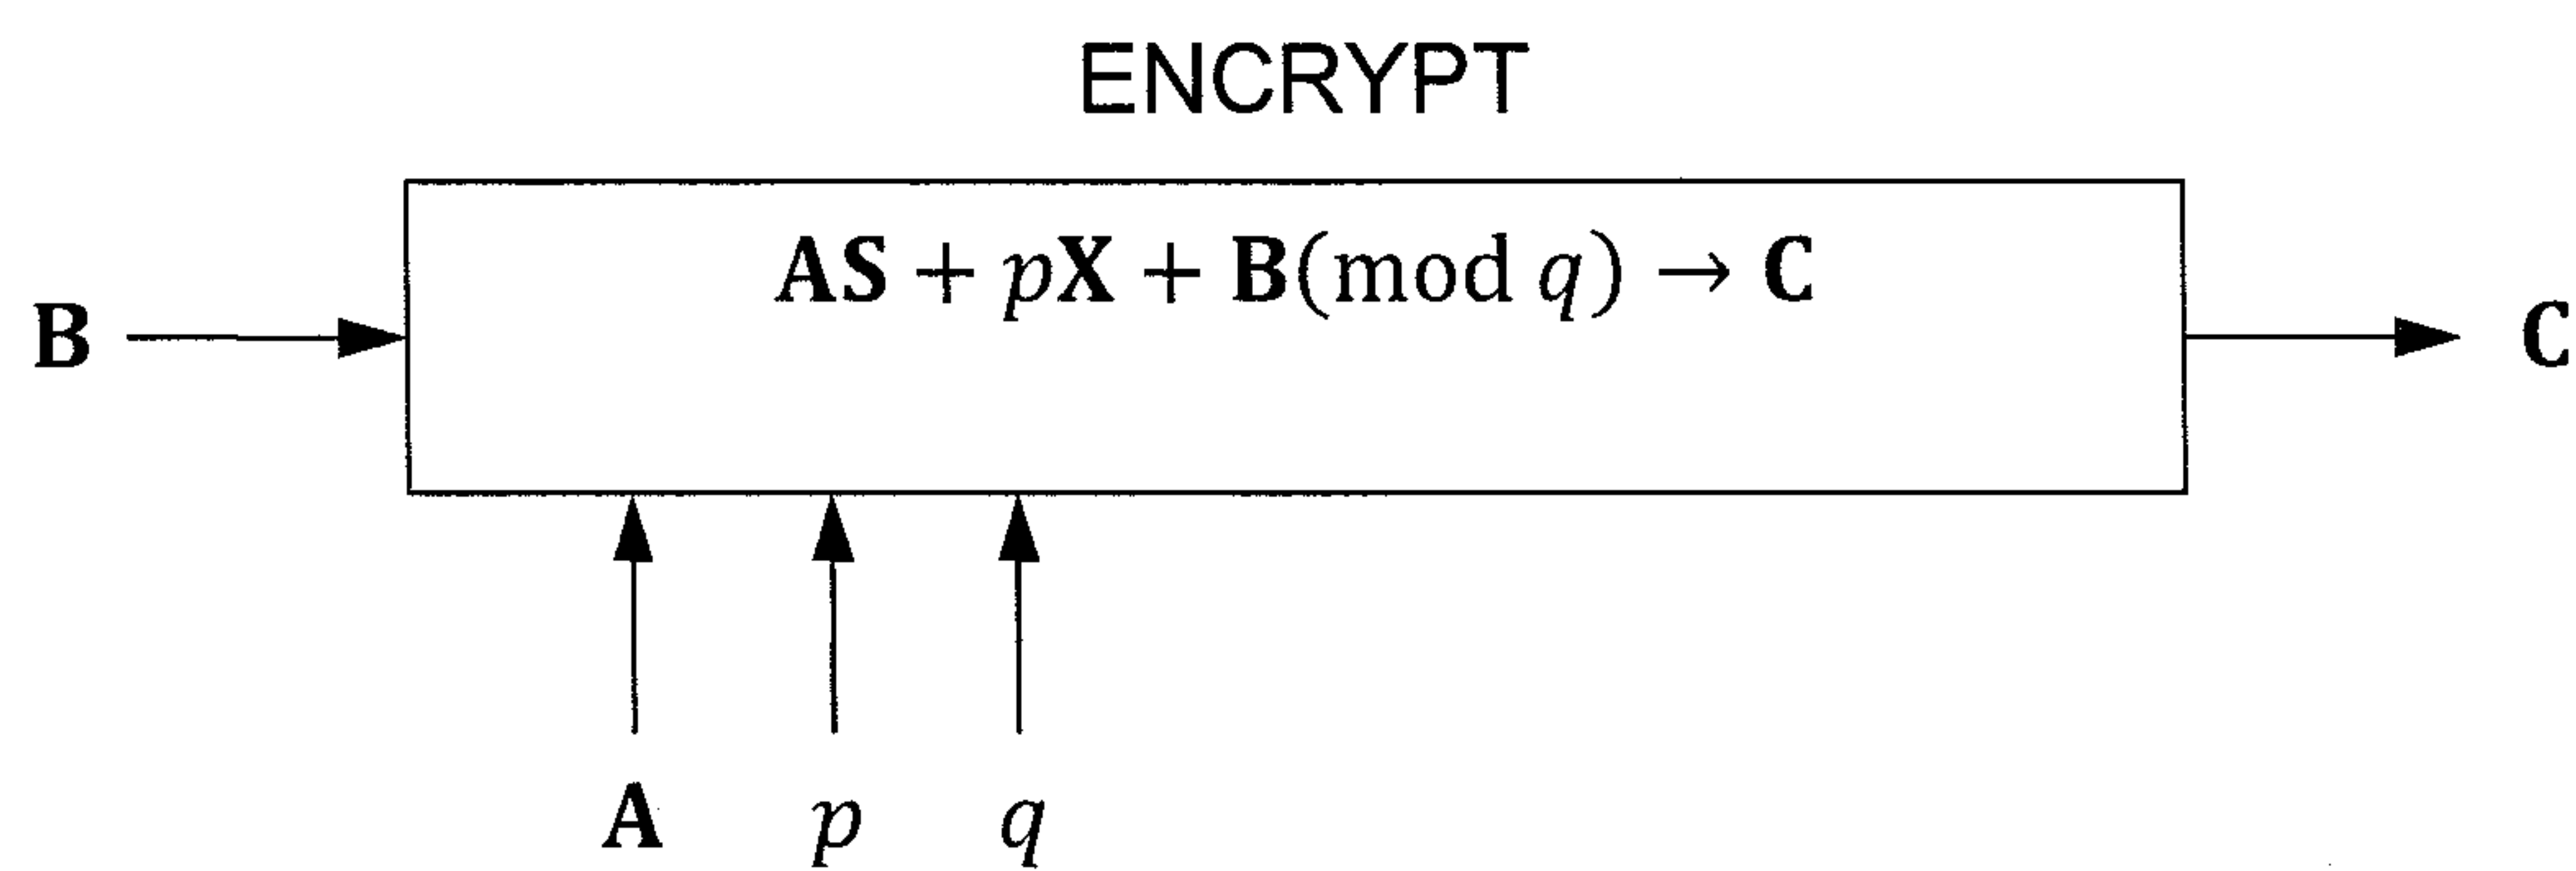 ENCRYPT
AS + pX + B(mod q) → C
B
C
A p q